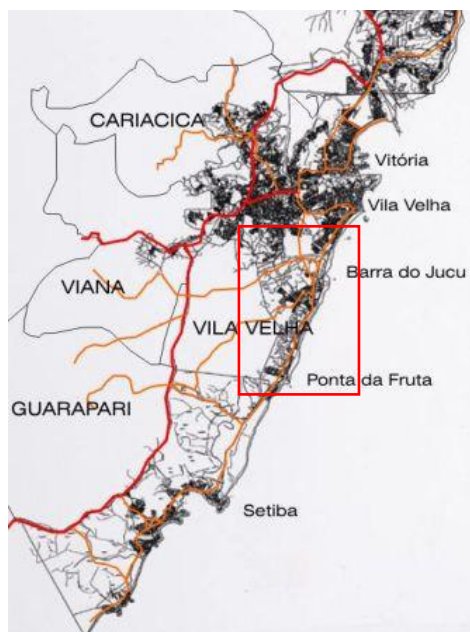 CARIACICA
Vitória
Vila Velha
Barra do Jucu
VIANA
VILA VELHA
Ponta da Fruta
GUARAPARI
Setiba